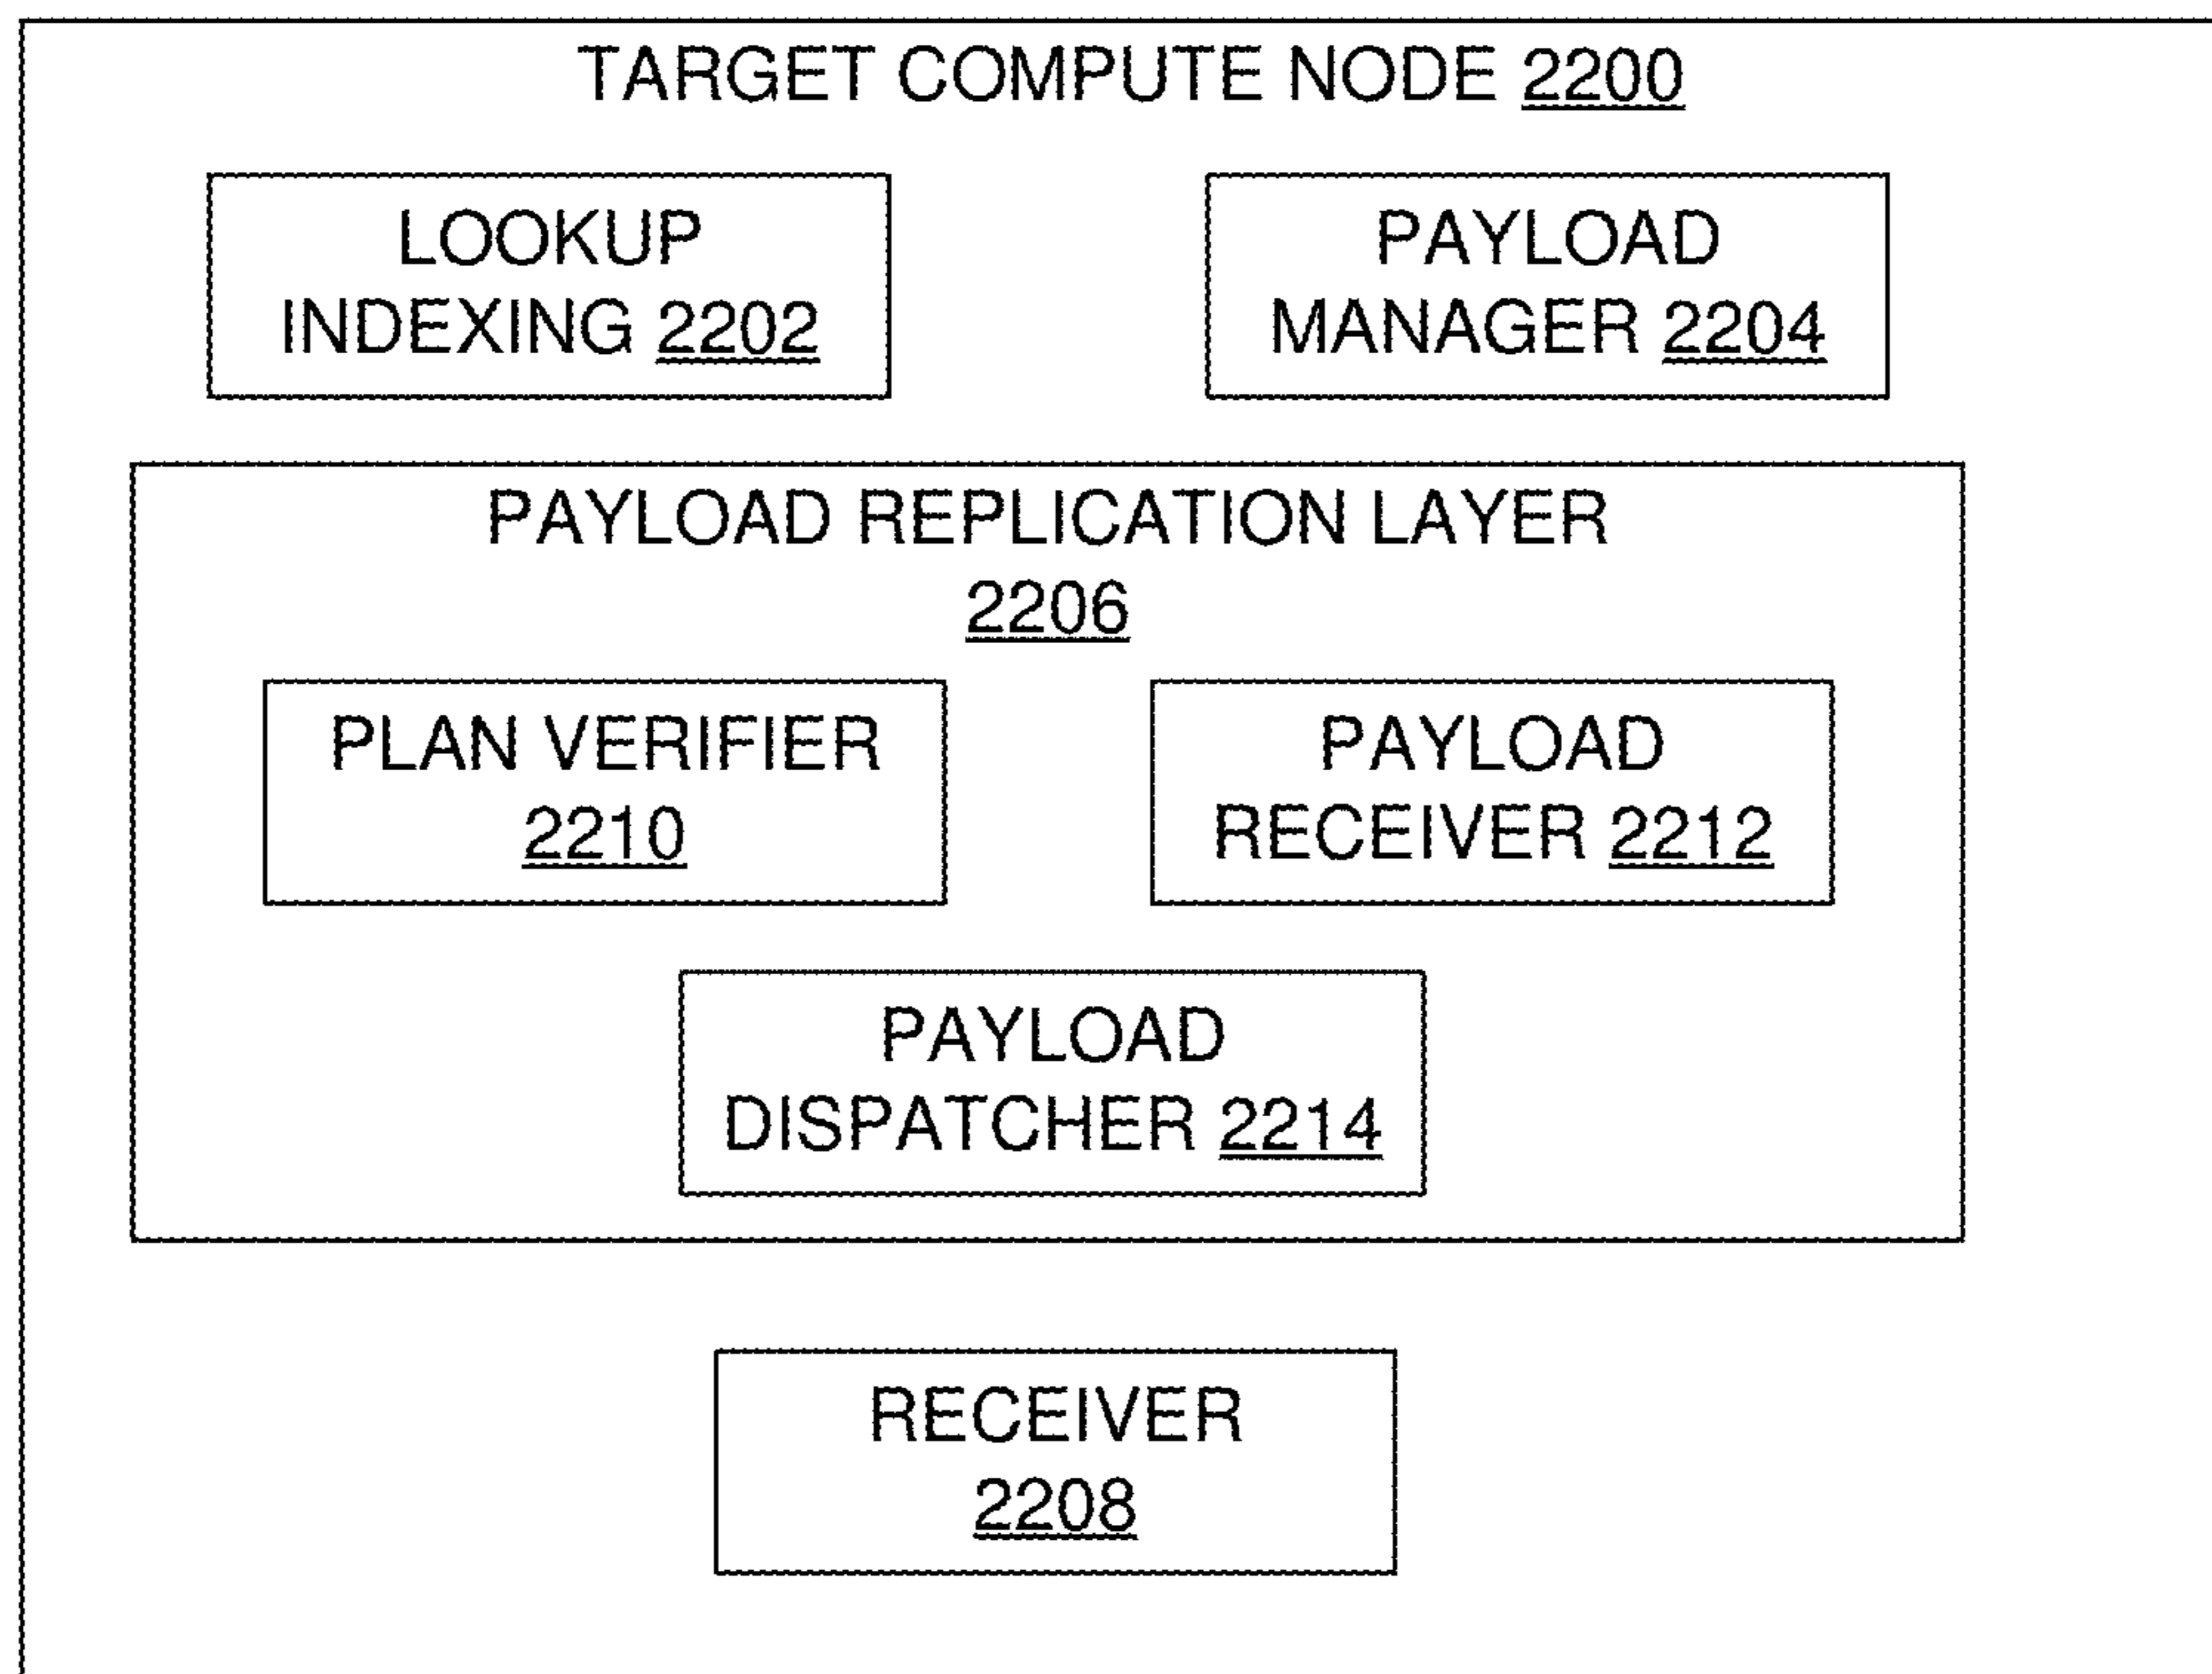 TARGET COMPUTE NODE 2200
LOOKUP
INDEXING 2202
PAYLOAD
MANAGER 2204
PAYLOAD REPLICATION LAYER
2206
PLAN VERIFIER
2210
PAYLOAD
RECEIVER 2212
PAYLOAD
DISPATCHER 2214
RECEIVER
2208